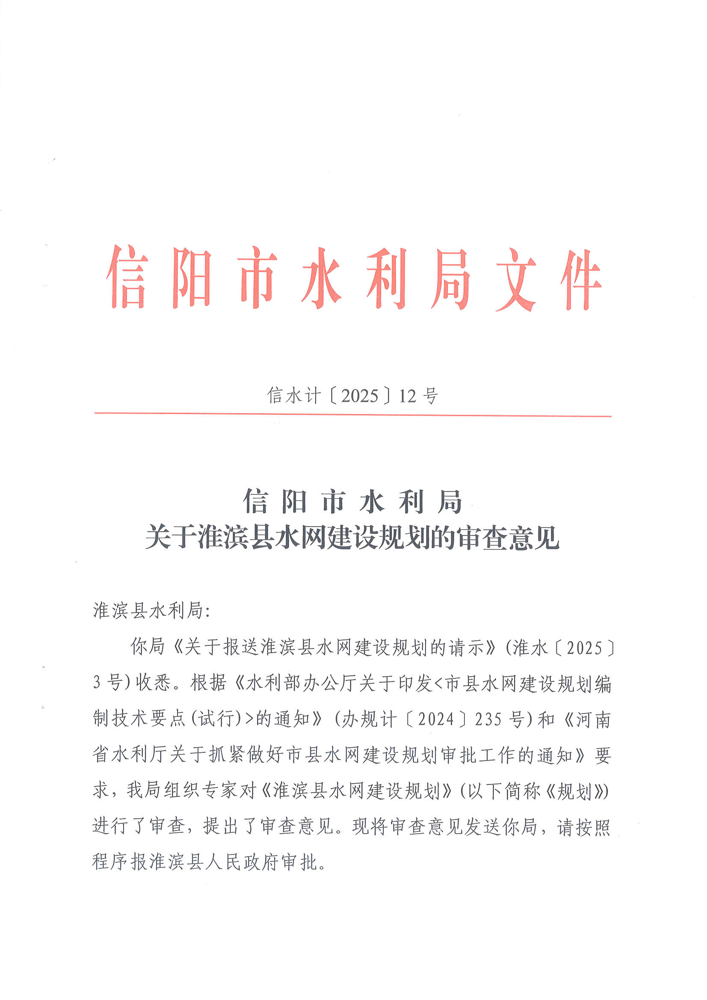 信阳市水利局文件
信水计〔2025〕12 号
信阳市水利局
关于淮滨县水网建设规划的审查意见
淮滨县水利局:
你局《关于报送淮滨县水网建设规划的请示》(淮水〔2025〕
3 号)收悉。根据《水利部办公厅关于印发<市县水网建设规划编
制技术要点(试行)>的通知》(办规计〔2024〕235 号)和《河南
省水利厅关于抓紧做好市县水网建设规划审批工作的通知》要
求，我局组织专家对《淮滨县水网建设规划》(以下简称《规划》)
进行了审查，提出了审查意见。现将审查意见发送你局，请按照
程序报淮滨县人民政府审批。